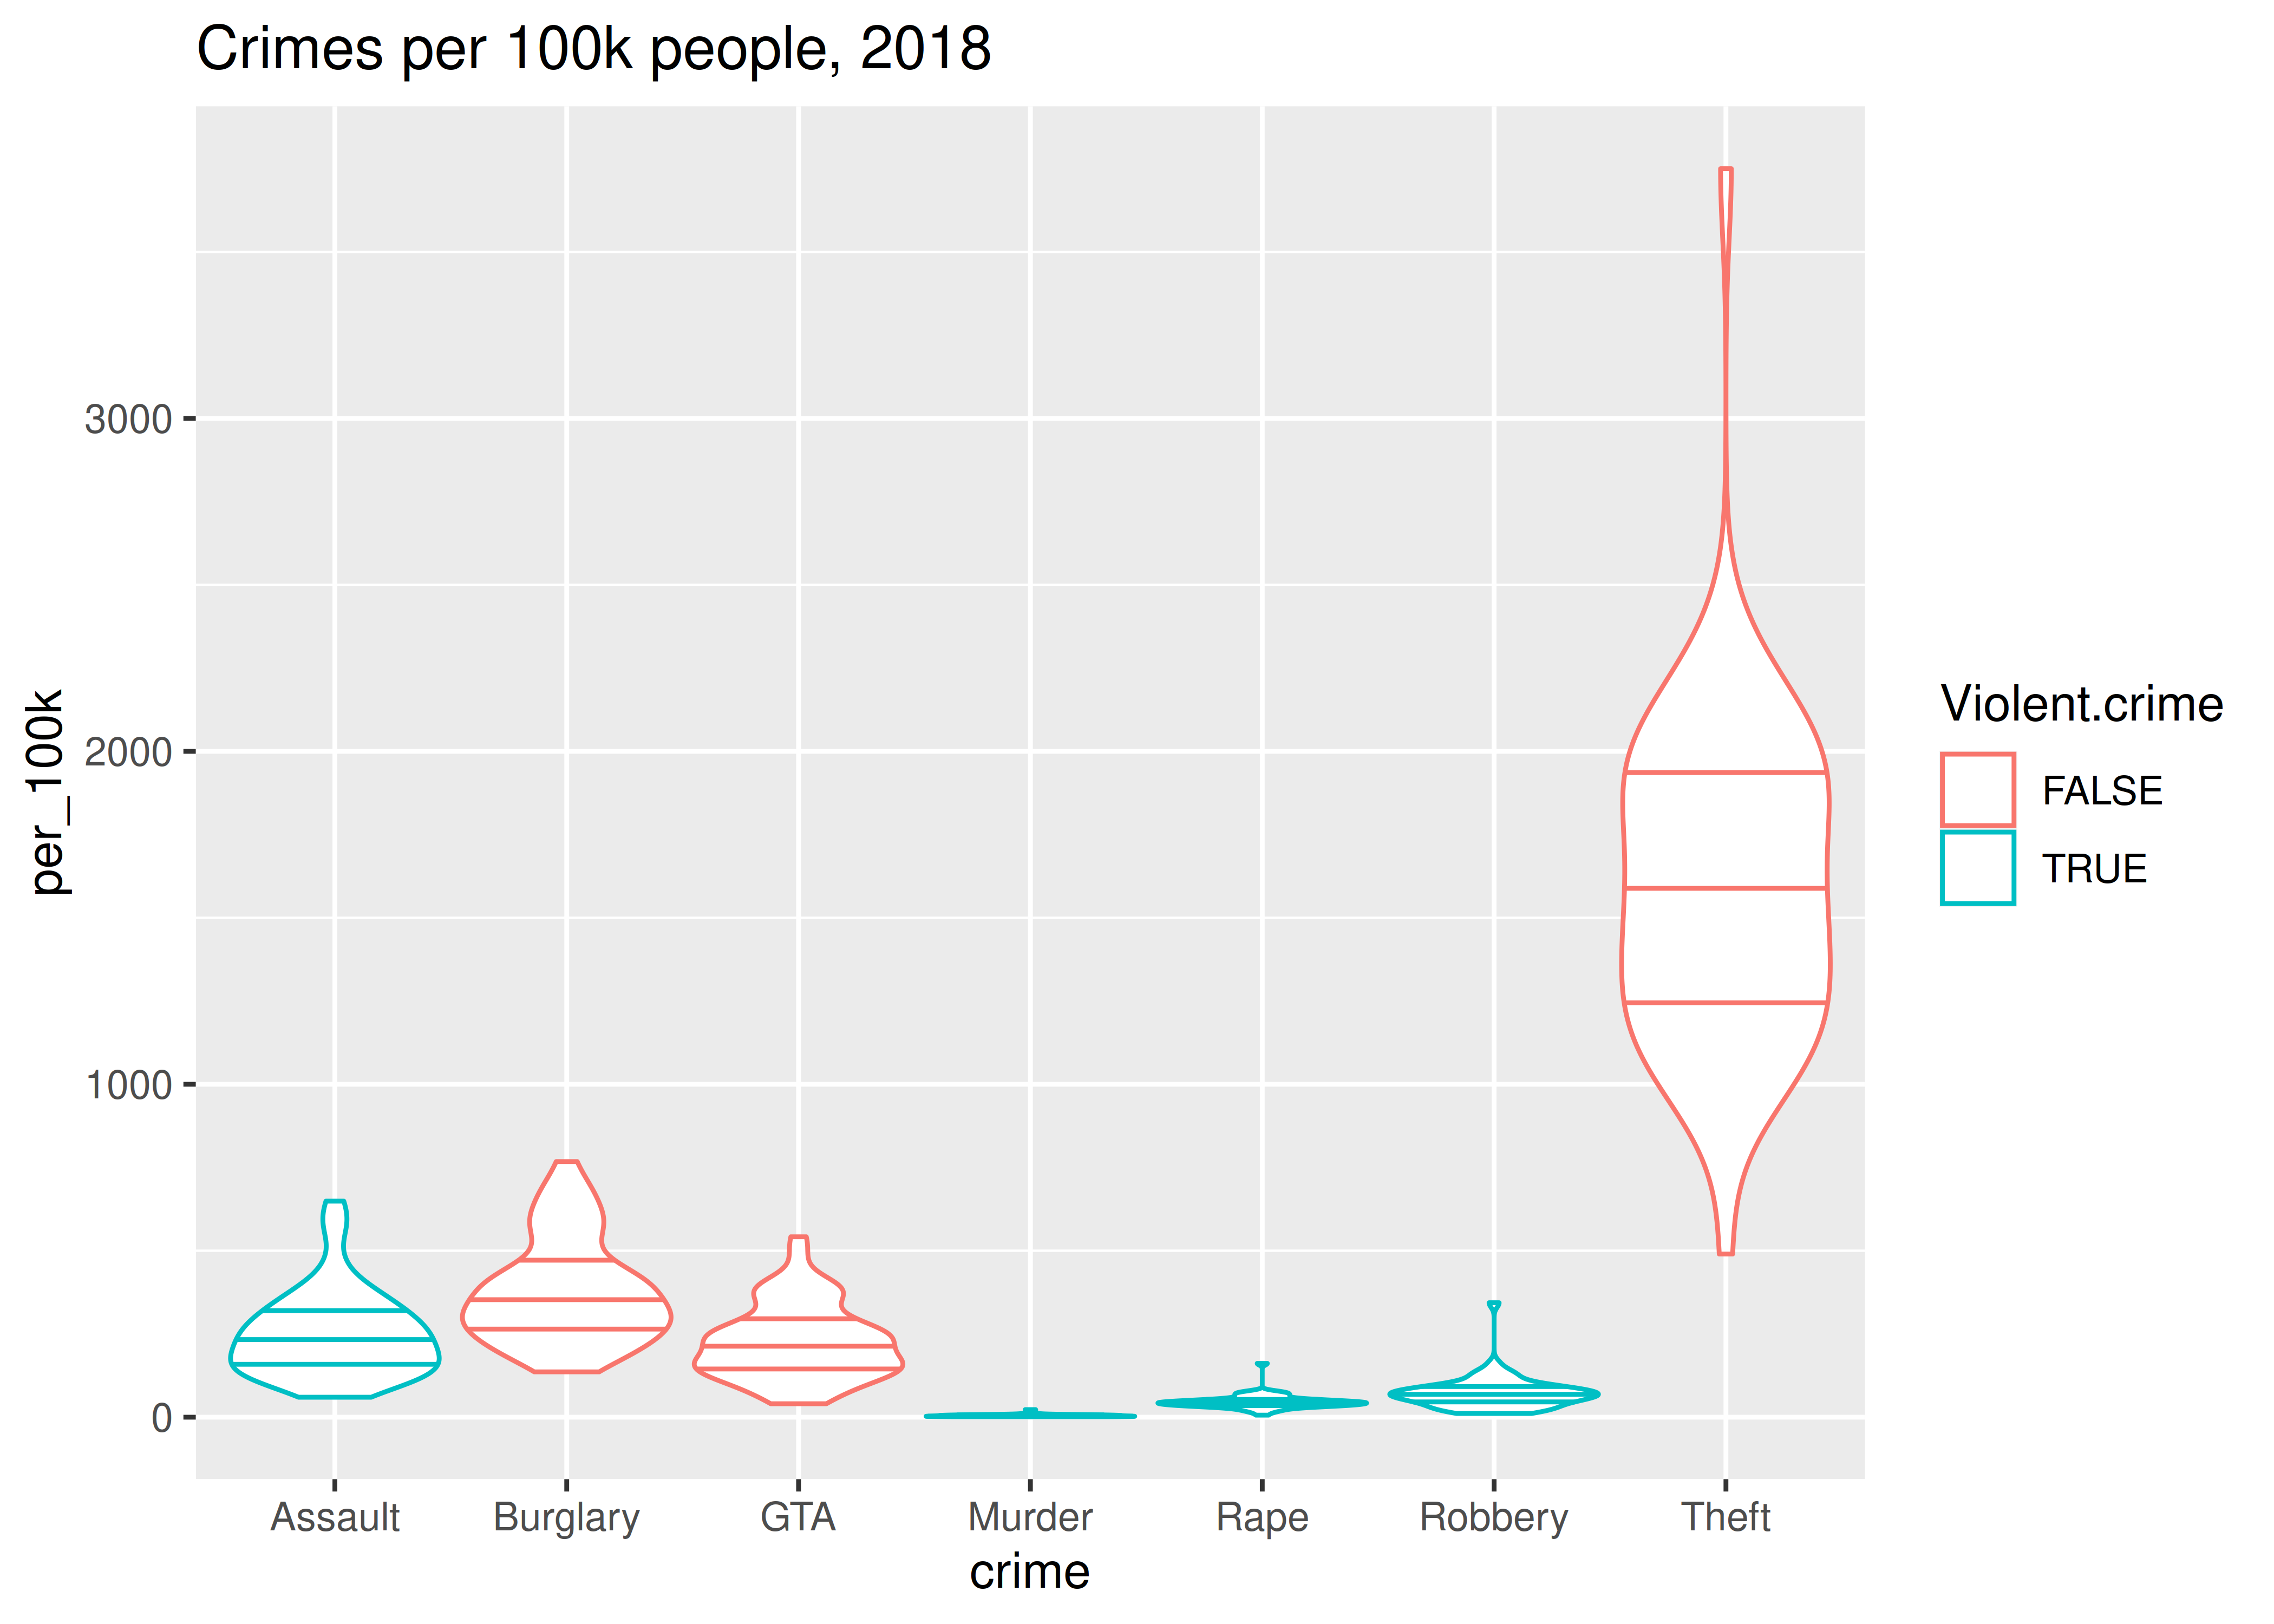 Crimes per 100k people, 2018
per_100k
3000
2000
1000
0
Assault Burglary GTA Murder Rape Robbery Theft
crime
Violent.crime
FALSE
TRUE